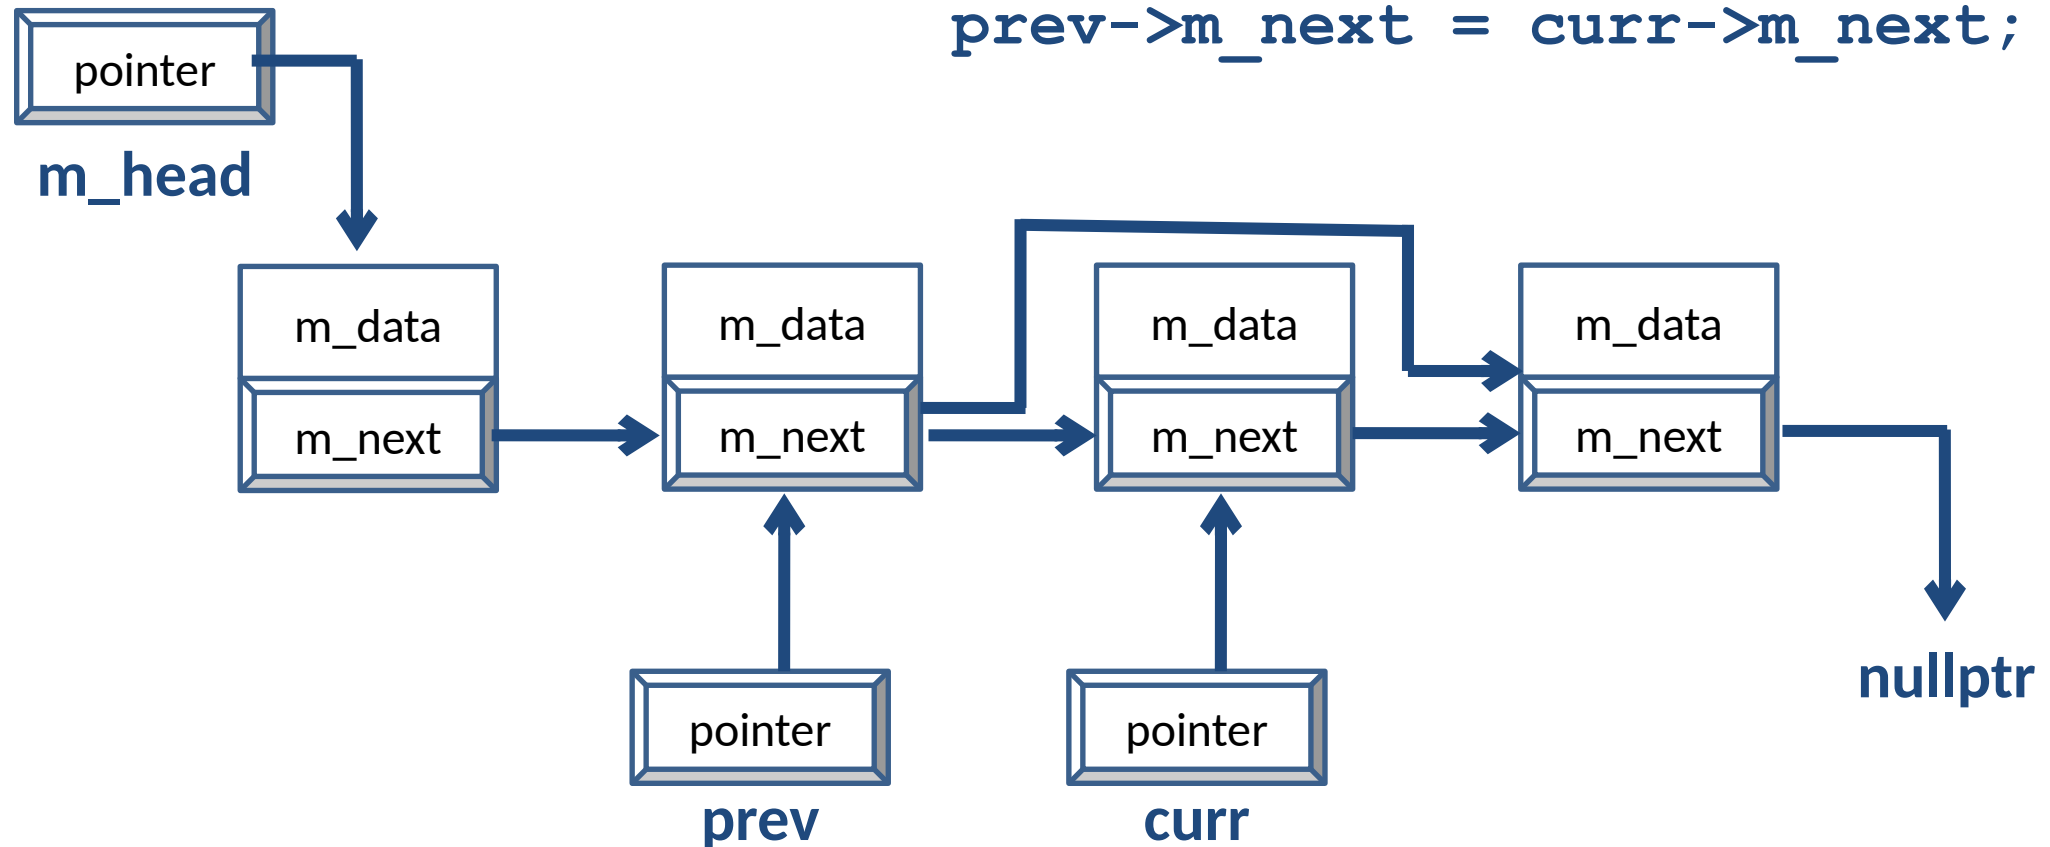 prev->m_next = curr->m_next;
pointer
m_head
m_data m_data m_data m_data
m_next m_next m_next m_next
nullptr
pointer pointer
prev curr